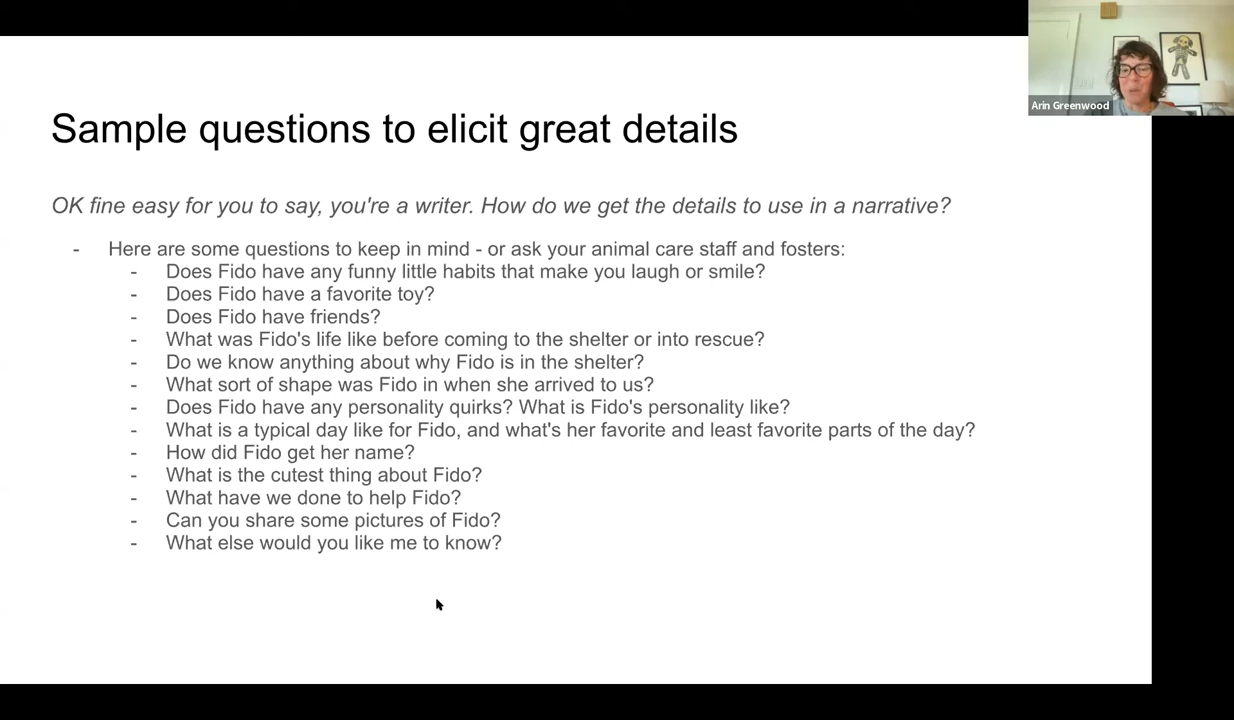 Arin Greenwood
Sample questions to elicit great details
OK fine easy for you to say, you're a writer. How do we get the details to use in a narrative?
- Here are some questions to keep in mind - or ask your animal care staff and fosters:
- Does Fido have any funny little habits that make you laugh or smile?
- Does Fido have a favorite toy?
- Does Fido have friends?
- What was Fido's life like before coming to the shelter or into rescue?
- Do we know anything about why Fido is in the shelter?
- What sort of shape was Fido in when she arrived to us?
- Does Fido have any personality quirks? What is Fido's personality like?
- What is a typical day like for Fido, and what's her favorite and least favorite parts of the day?
- How did Fido get her name?
- What is the cutest thing about Fido?
- What have we done to help Fido?
- Can you share some pictures of Fido?
- What else would you like me to know?